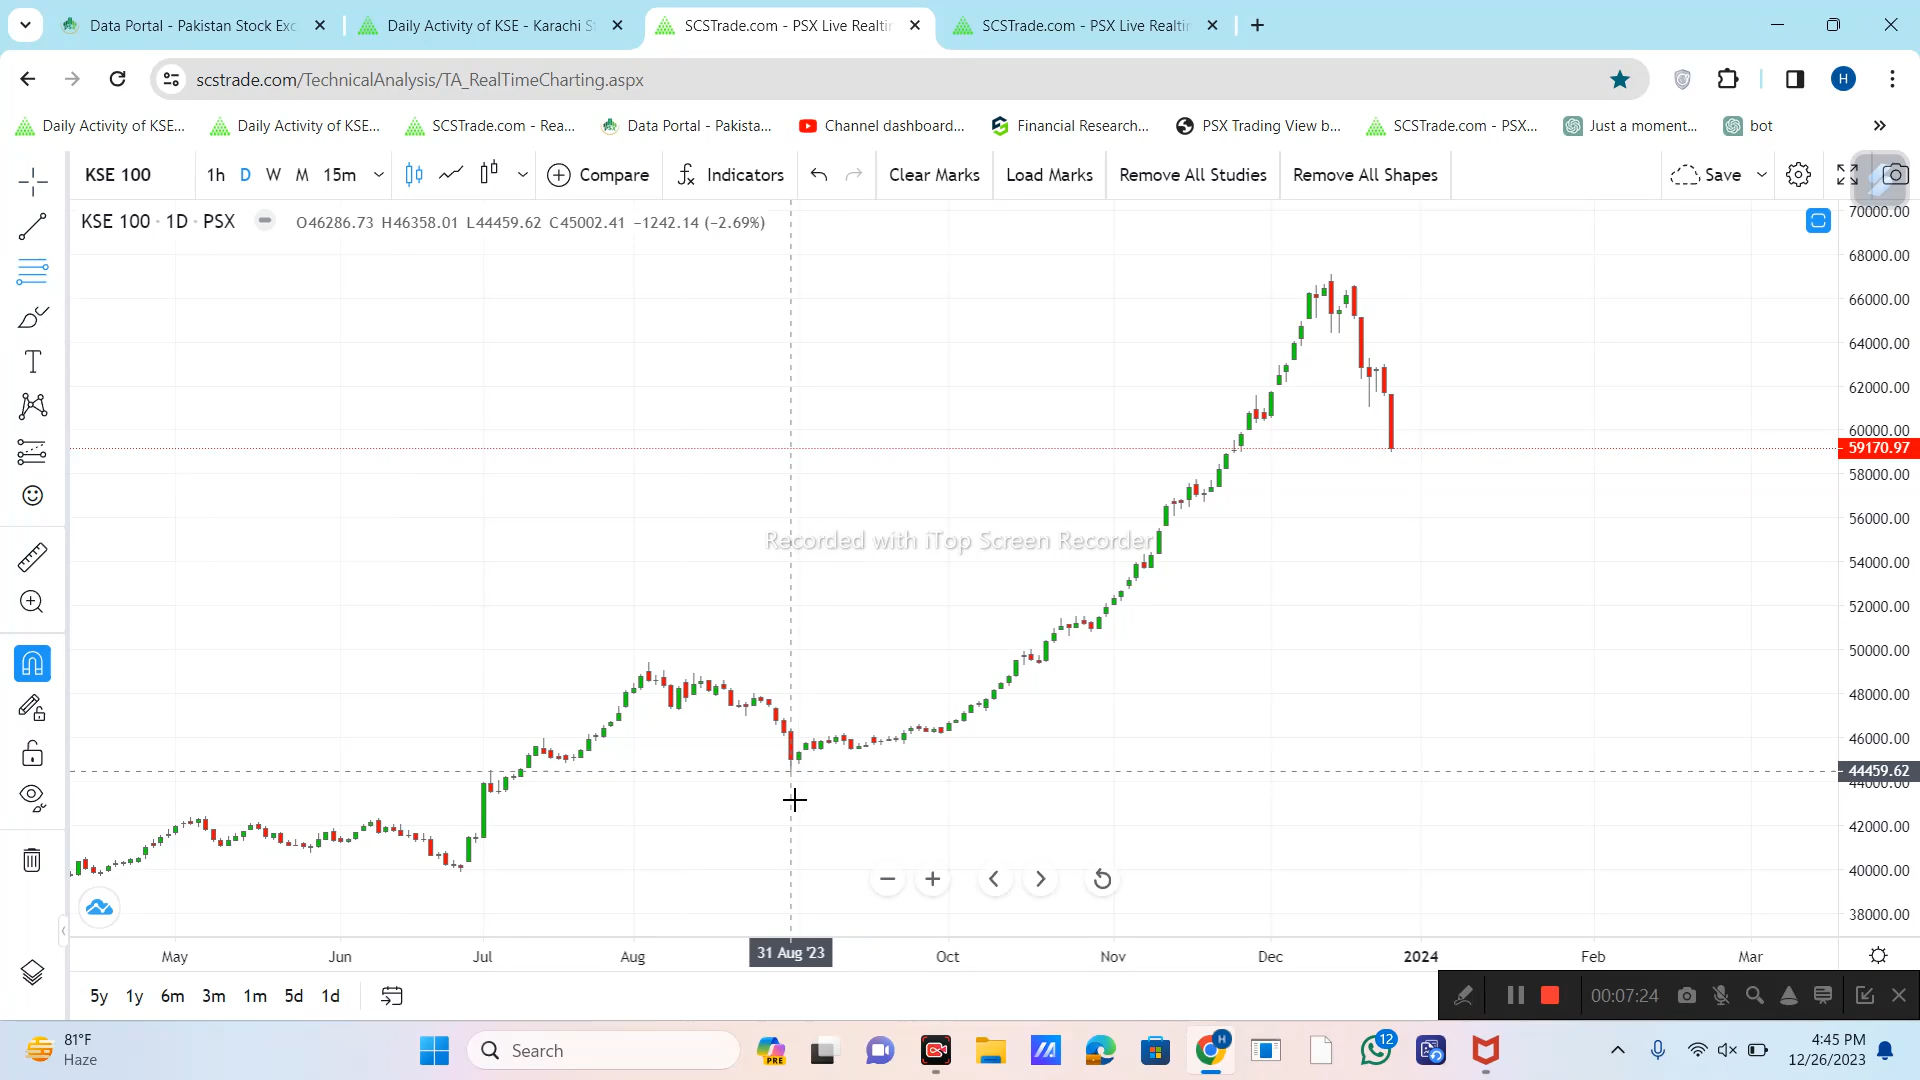 Data Portal - Pakistan Stock Exc
Daily Activity of KSE - Karachi St
SCSTrade.com - PSX Live Realtin
SCSTrade.com - PSX Live Realtin
scstrade.com/TechnicalAnalysis/TA_RealTimeCharting.aspx
H
Daily Activity of KSE...
Daily Activity of KSE...
SCSTrade.com - Rea...
Data Portal - Pakista...
Channel dashboard...
Financial Research...
PSX Trading View b...
SCSTrade.com - PSX...
Just a moment...
bot
KSE 100
1h D W M 15m
Compare
Indicators
Clear Marks
Load Marks
Remove All Studies
Remove All Shapes
Save
KSE 100 · 1D · PSX
O46286.73 H46358.01 L44459.62 C45002.41 −1242.14 (−2.69%)
70000.00
68000.00
66000.00
64000.00
62000.00
60000.00
59170.97
58000.00
56000.00
54000.00
52000.00
50000.00
48000.00
46000.00
44459.62
44000.00
42000.00
40000.00
38000.00
Recorded with iTop Screen Recorder
May Jun Jul Aug 31 Aug '23 Oct Nov Dec 2024 Feb Mar
5y 1y 6m 3m 1m 5d 1d
00:07:24
81°F
Haze
Search
PRE
H
12
4:45 PM
12/26/2023